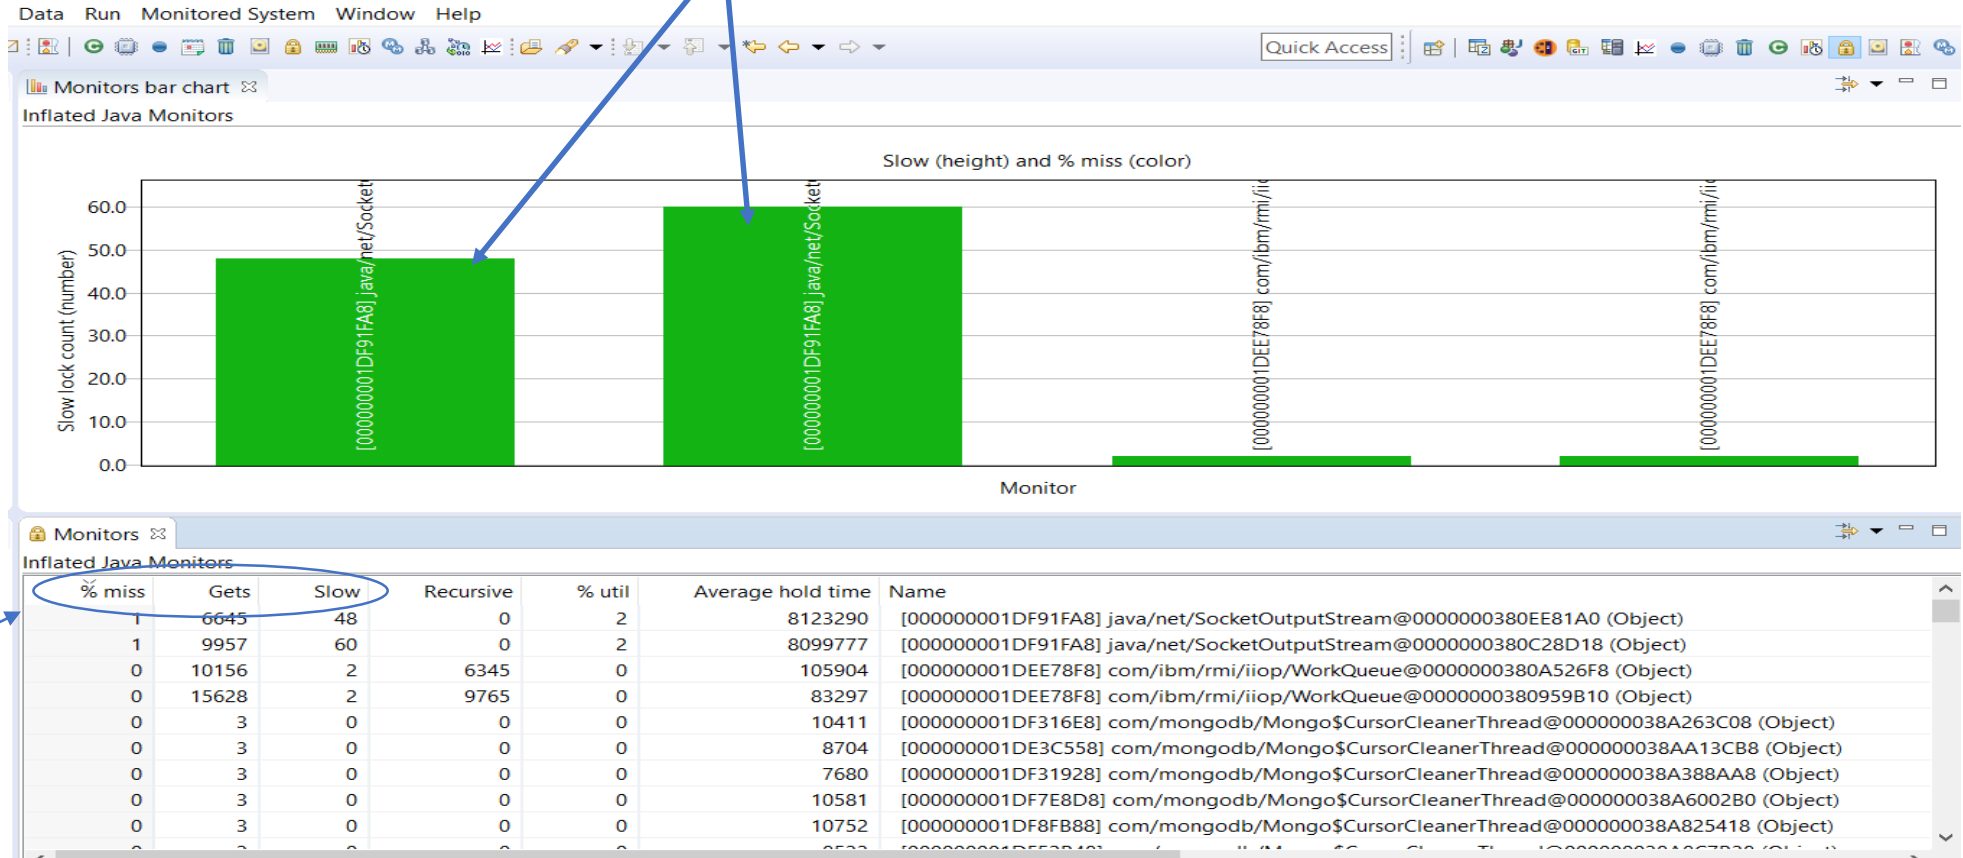 Data Run Monitored System Window Help
Quick Access
Monitors bar chart
Inflated Java Monitors
Slow (height) and % miss (color)
Slow lock count (number)
60.0
50.0
40.0
30.0
20.0
10.0
0.0
[000000001DF91FA8] java/net/Socket
[000000001DF91FA8] java/net/Socket
[000000001DEE78F8] com/ibm/rmi/iio
[000000001DEE78F8] com/ibm/rmi/iio
Monitor
Monitors
Inflated Java Monitors
% miss Gets Slow Recursive % util Average hold time Name
1 6645 48 0 2 8123290 [000000001DF91FA8] java/net/SocketOutputStream@0000000380EE81A0 (Object)
1 9957 60 0 2 8099777 [000000001DF91FA8] java/net/SocketOutputStream@0000000380C28D18 (Object)
0 10156 2 6345 0 105904 [000000001DEE78F8] com/ibm/rmi/iiop/WorkQueue@0000000380A526F8 (Object)
0 15628 2 9765 0 83297 [000000001DEE78F8] com/ibm/rmi/iiop/WorkQueue@0000000380959B10 (Object)
0 3 0 0 0 10411 [000000001DF316E8] com/mongodb/Mongo$CursorCleanerThread@000000038A263C08 (Object)
0 3 0 0 0 8704 [000000001DE3C558] com/mongodb/Mongo$CursorCleanerThread@000000038AA13CB8 (Object)
0 3 0 0 0 7680 [000000001DF31928] com/mongodb/Mongo$CursorCleanerThread@000000038A388AA8 (Object)
0 3 0 0 0 10581 [000000001DF7E8D8] com/mongodb/Mongo$CursorCleanerThread@000000038A6002B0 (Object)
0 3 0 0 0 10752 [000000001DF8FB88] com/mongodb/Mongo$CursorCleanerThread@000000038A825418 (Object)